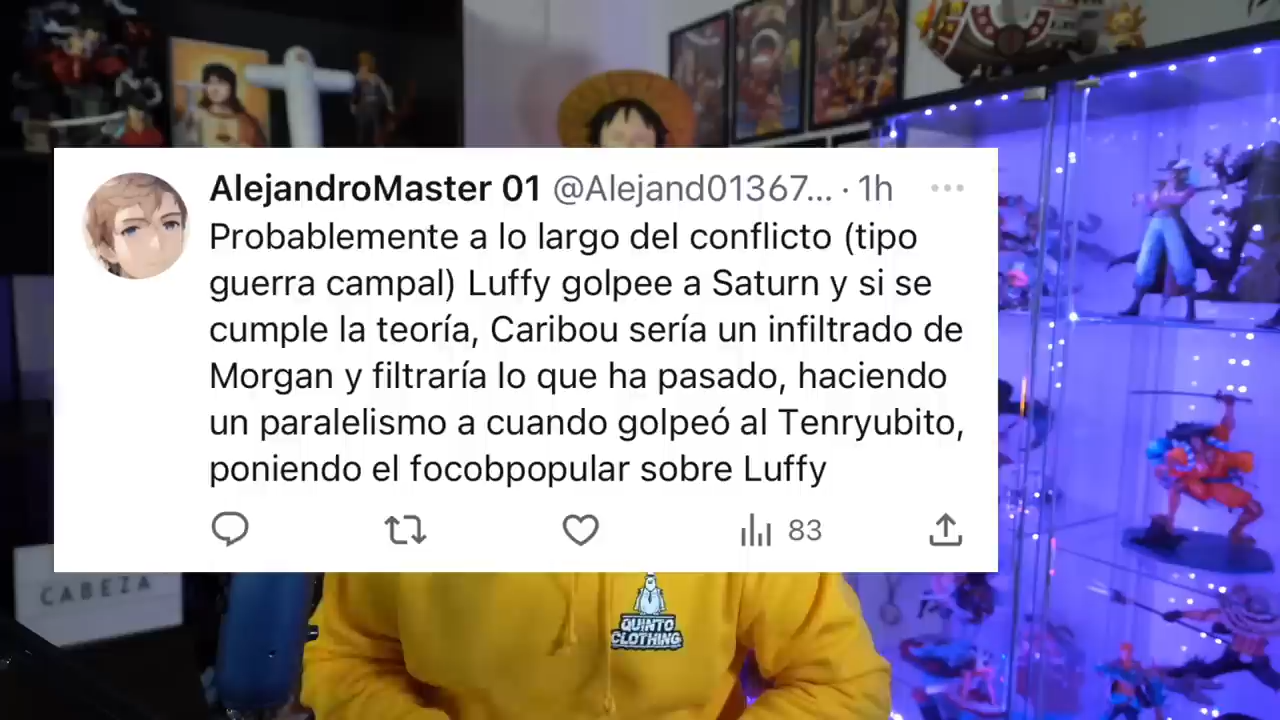 AlejandroMaster 01 @Alejand01367... · 1h
Probablemente a lo largo del conflicto (tipo
guerra campal) Luffy golpee a Saturn y si se
cumple la teoría, Caribou sería un infiltrado de
Morgan y filtraría lo que ha pasado, haciendo
un paralelismo a cuando golpeó al Tenryubito,
poniendo el focobpopular sobre Luffy
83
CABEZA
QUINTO
CLOTHING